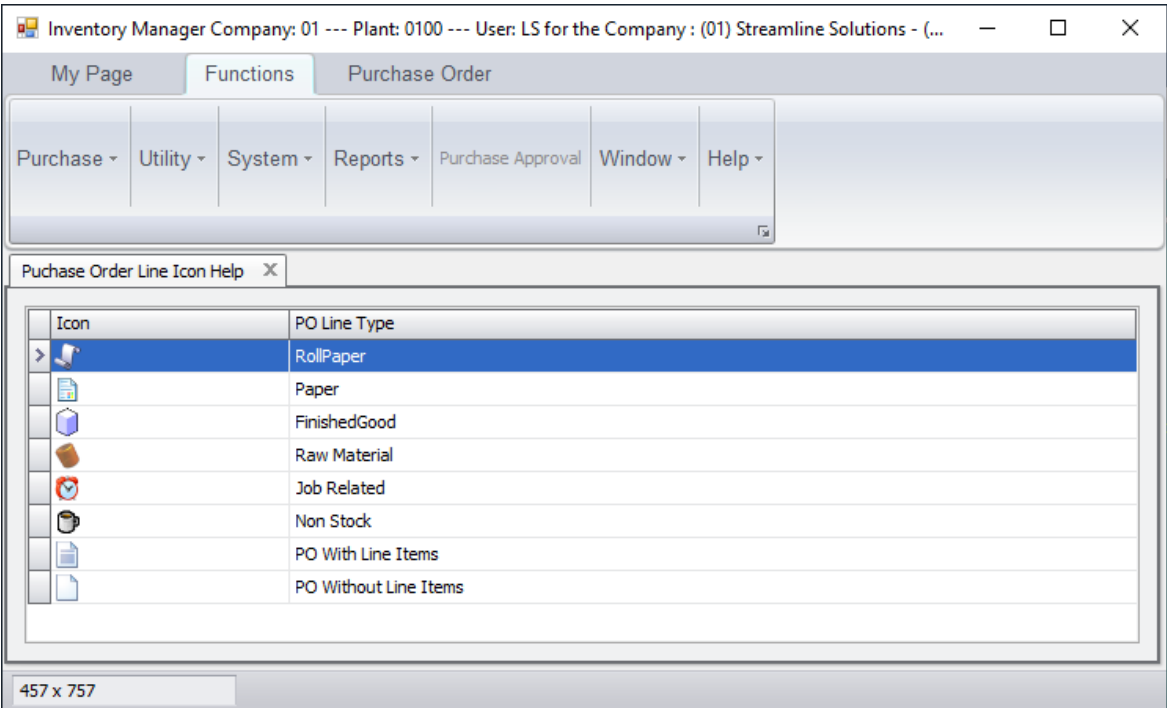 Inventory Manager Company: 01 --- Plant: 0100 --- User: LS for the Company : (01) Streamline Solutions - (...
My Page Functions Purchase Order
Purchase Utility System Reports Purchase Approval Window Help
Puchase Order Line Icon Help X
Icon PO Line Type
RollPaper
Paper
FinishedGood
Raw Material
Job Related
Non Stock
PO With Line Items
PO Without Line Items
457 x 757